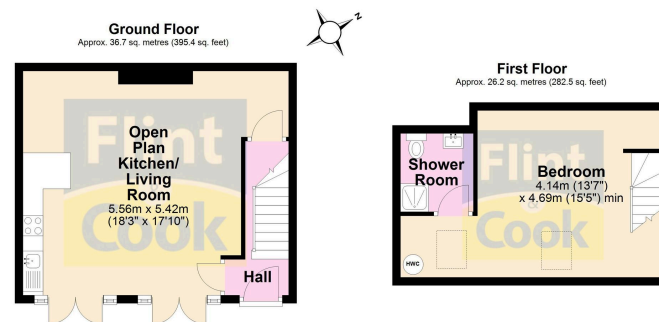 Ground Floor
Approx. 36.7 sq. metres (395.4 sq. feet)
N
First Floor
Approx. 26.2 sq. metres (282.5 sq. feet)
Flint
Cook
Open
Plan
Kitchen/
Living
Room
5.56m x 5.42m
(18'3" x 17'10")
Hall
Flint
Cook
Shower
Room
Bedroom
4.14m (13'7")
x 4.69m (15'5") min
HWC